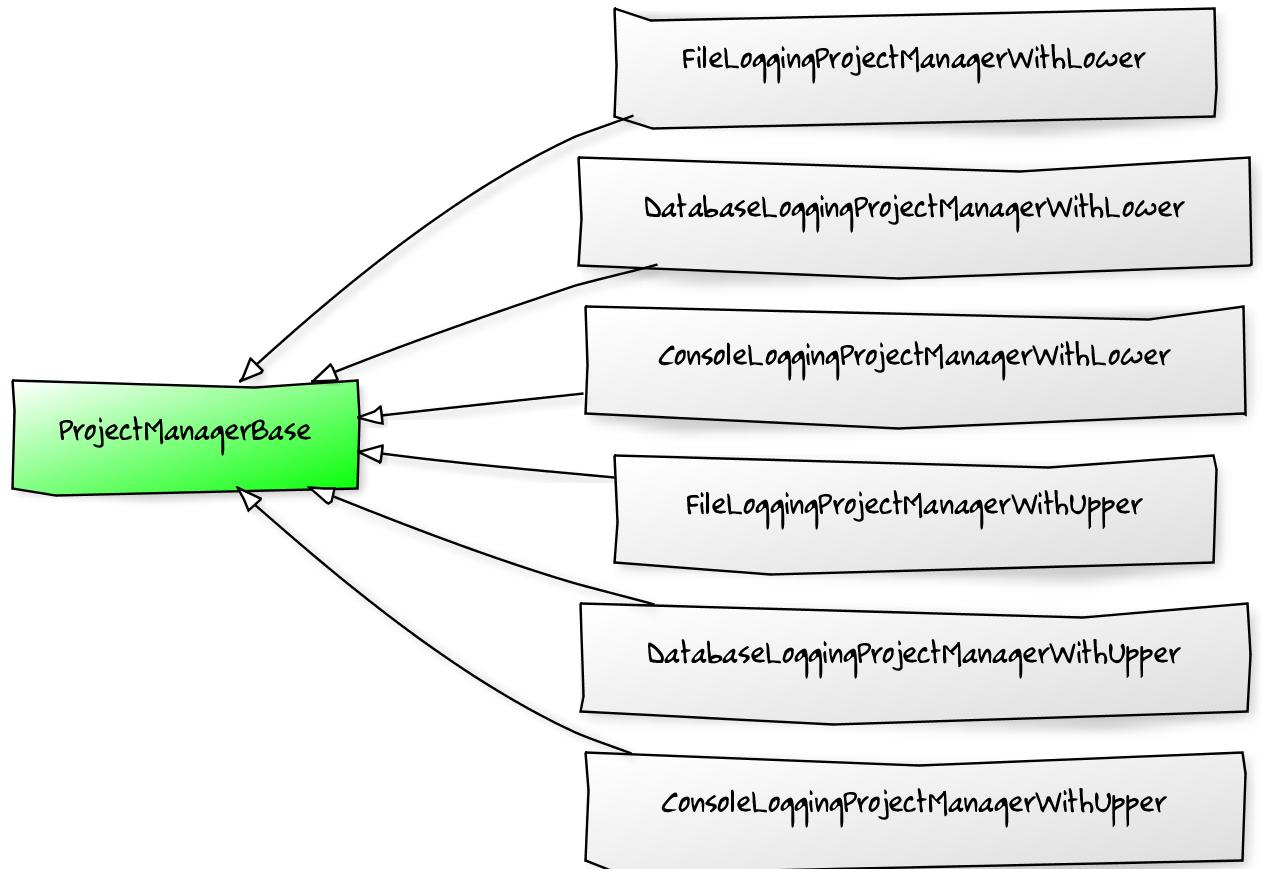 FileLoggingProjectManagerWithLower
DatabaseLoggingProjectManagerWithLower
ConsoleLoggingProjectManagerWithLower
ProjectManagerBase
FileLoggingProjectManagerWithUpper
DatabaseLoggingProjectManagerWithUpper
ConsoleLoggingProjectManagerWithUpper